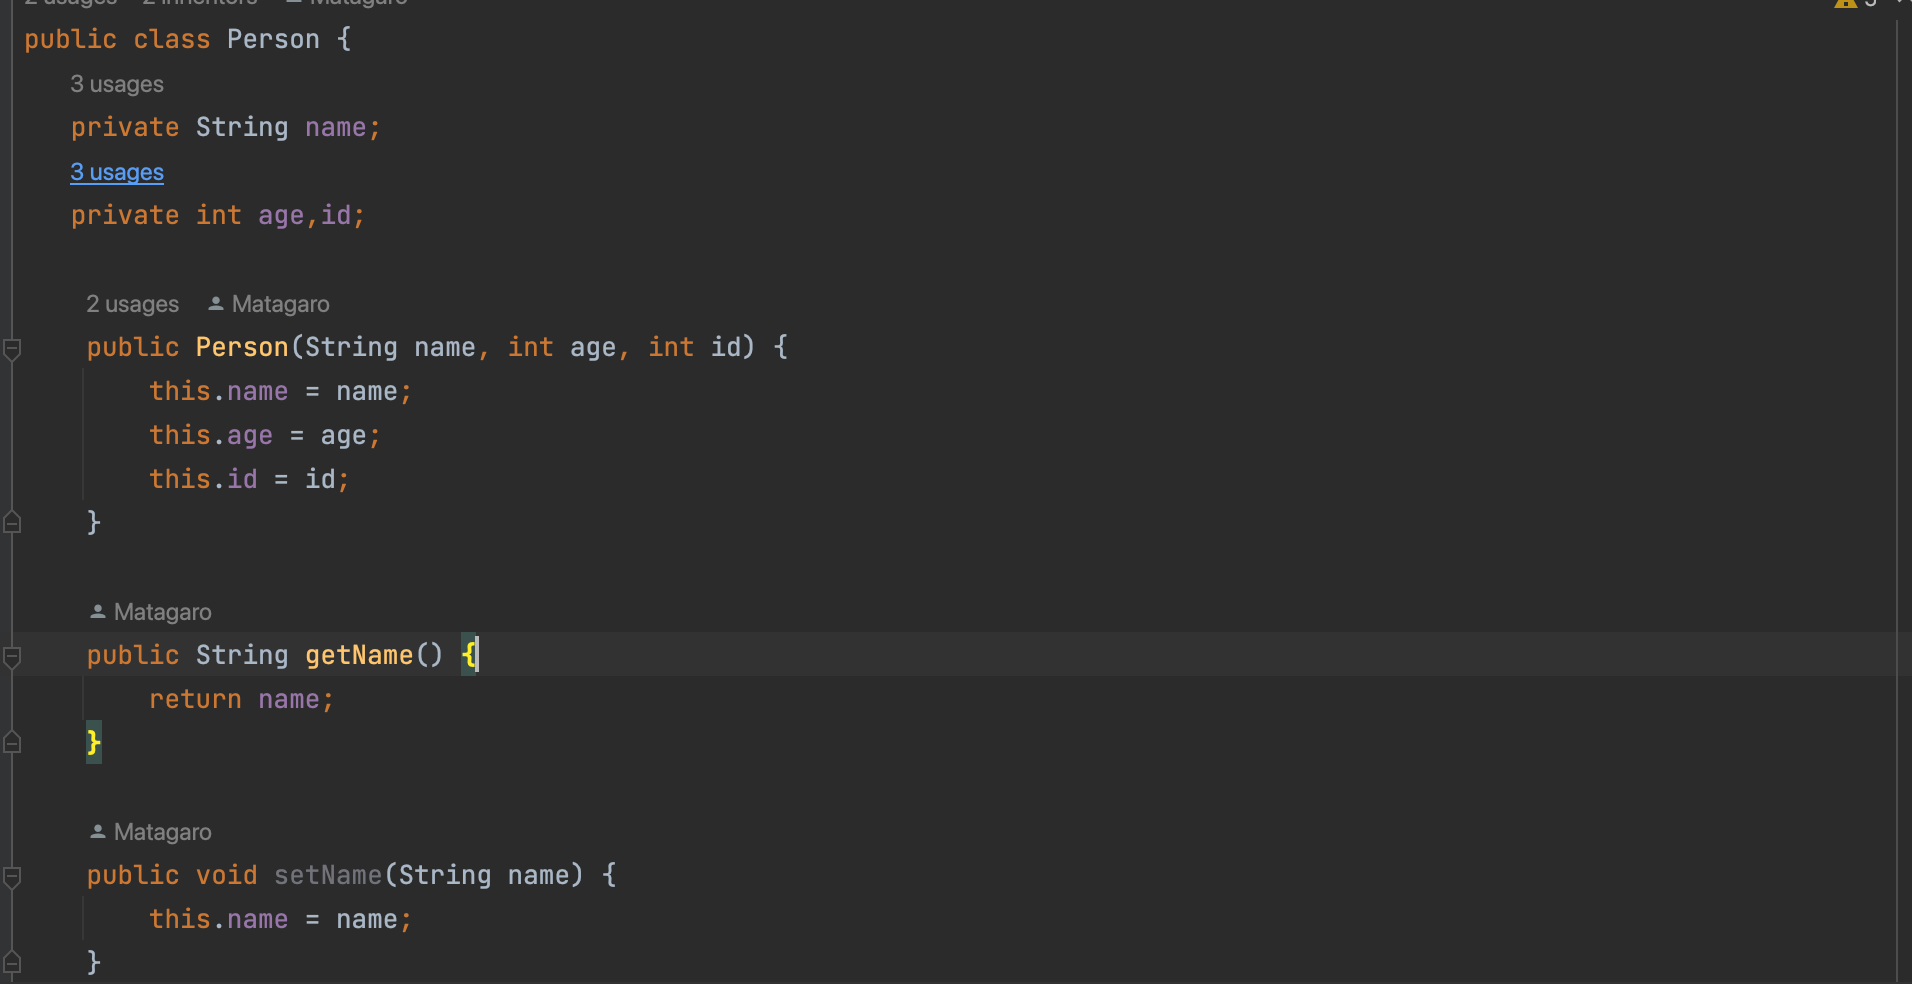 2 usages 2 inheritors Matagaro
public class Person {
3 usages
private String name;
3 usages
private int age,id;
2 usages Matagaro
public Person(String name, int age, int id) {
this.name = name;
this.age = age;
this.id = id;
}
Matagaro
public String getName() {
return name;
}
Matagaro
public void setName(String name) {
this.name = name;
}